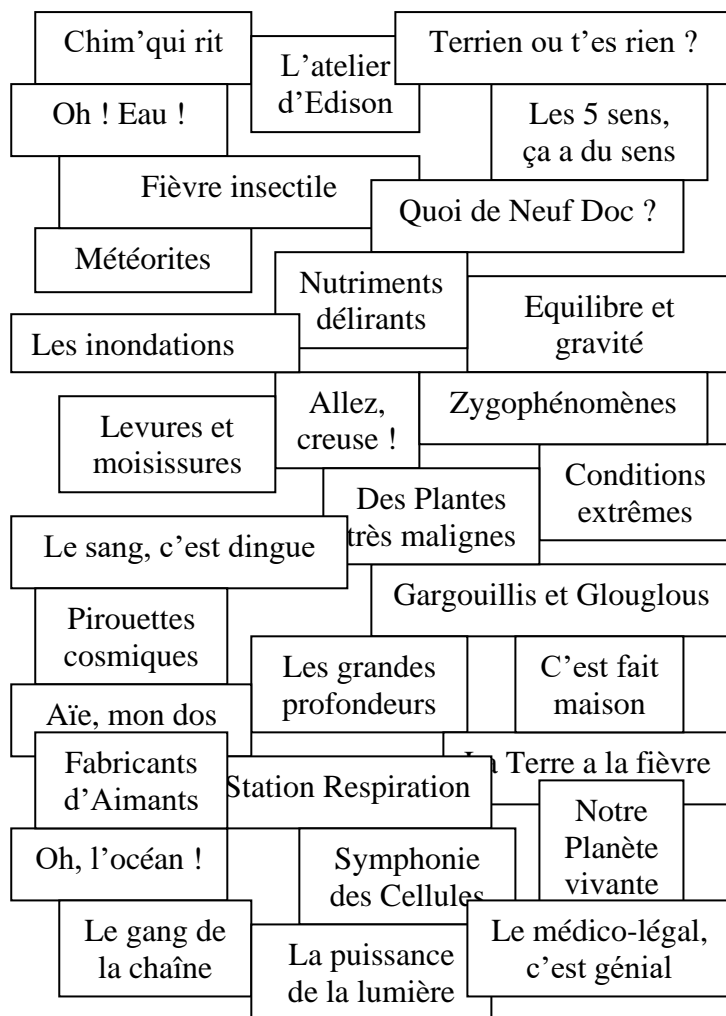 Chim’qui rit
L’atelier
d’Edison
Terrien ou t’es rien ?
Oh ! Eau !
Les 5 sens,
ça a du sens
Fièvre insectile
Quoi de Neuf Doc ?
Météorites
Nutriments
délirants
Equilibre et
gravité
Les inondations
Allez,
creuse !
Zygophénomènes
Levures et
moisissures
Conditions
extrêmes
Des Plantes
très malignes
Le sang, c’est dingue
Gargouillis et Glouglous
Pirouettes
cosmiques
Les grandes
profondeurs
C’est fait
maison
Aïe, mon dos
Fabricants
d’Aimants
Station Respiration
La Terre a la fièvre
Notre
Planète
vivante
Oh, l’océan !
Symphonie
des Cellules
Le gang de
la chaîne
La puissance
de la lumière
Le médico-légal,
c’est génial